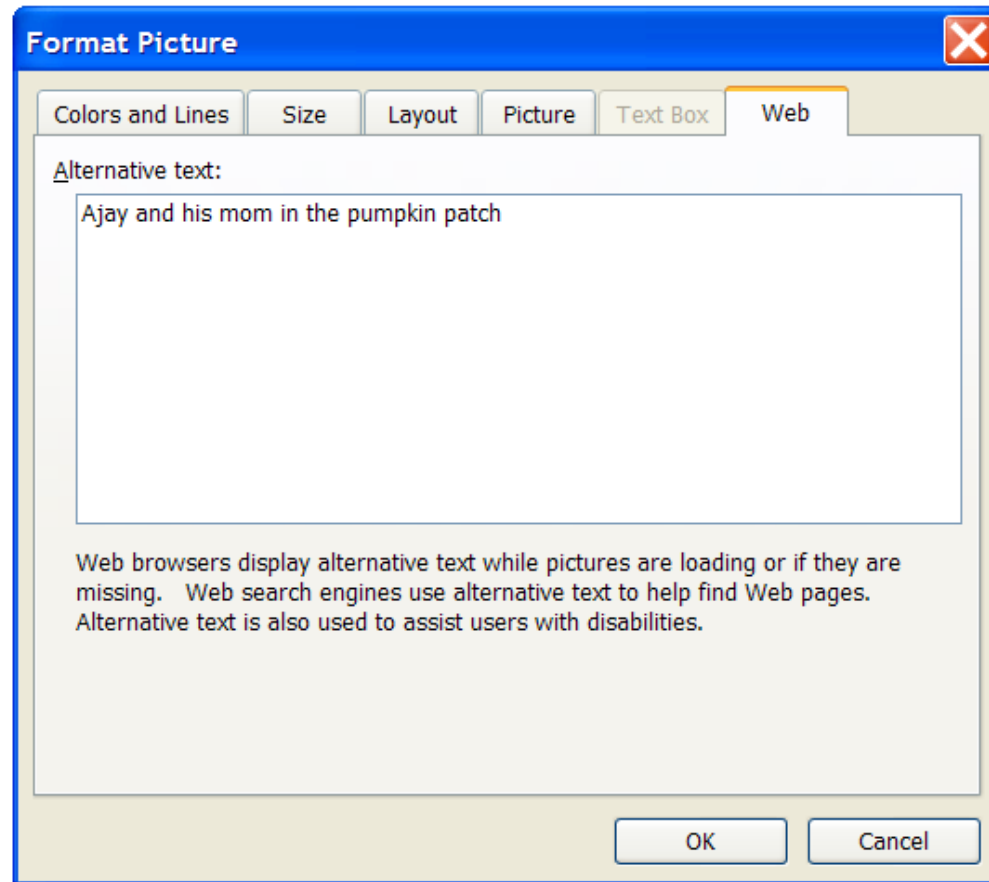 Format Picture
Colors and Lines Size Layout Picture Text Box Web
Alternative text:
Ajay and his mom in the pumpkin patch
Web browsers display alternative text while pictures are loading or if they are
missing. Web search engines use alternative text to help find Web pages.
Alternative text is also used to assist users with disabilities.
OK Cancel